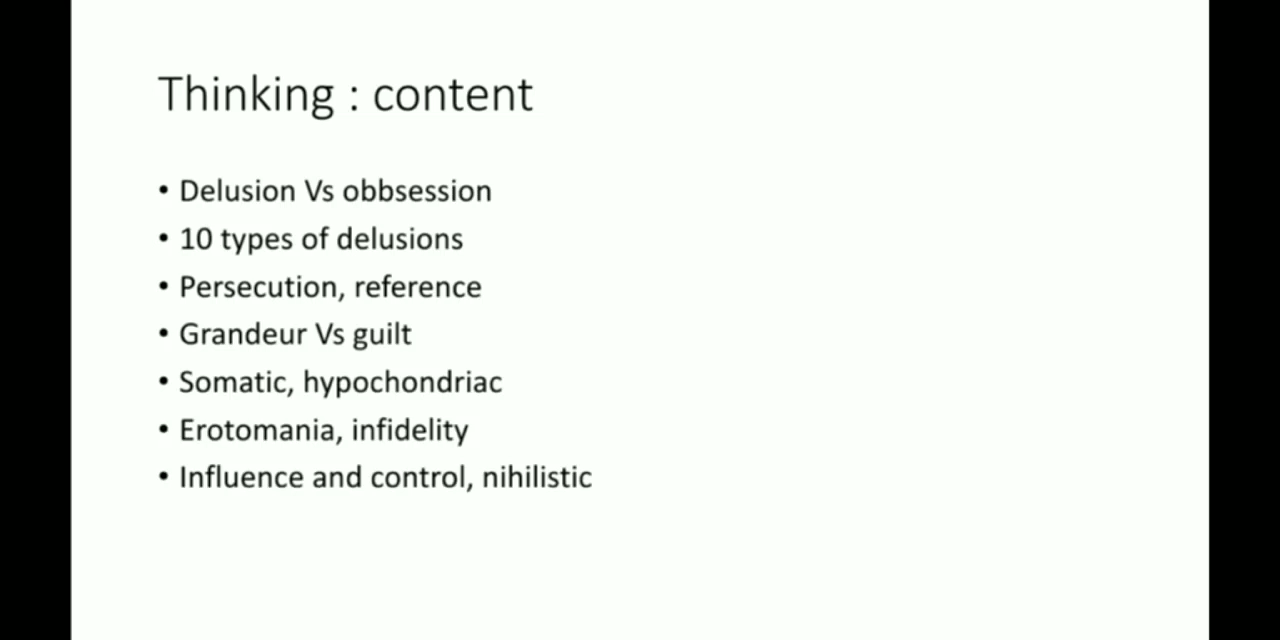 Thinking : content
• Delusion Vs obbsession
• 10 types of delusions
• Persecution, reference
• Grandeur Vs guilt
• Somatic, hypochondriac
• Erotomania, infidelity
• Influence and control, nihilistic